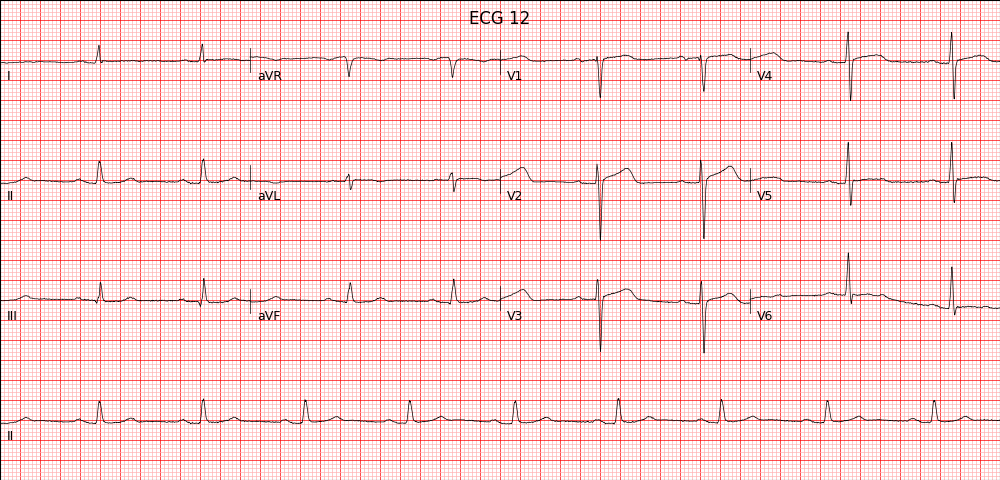 ECG 12
I aVR V1 V4
II aVL V2 V5
III aVF V3 V6
II